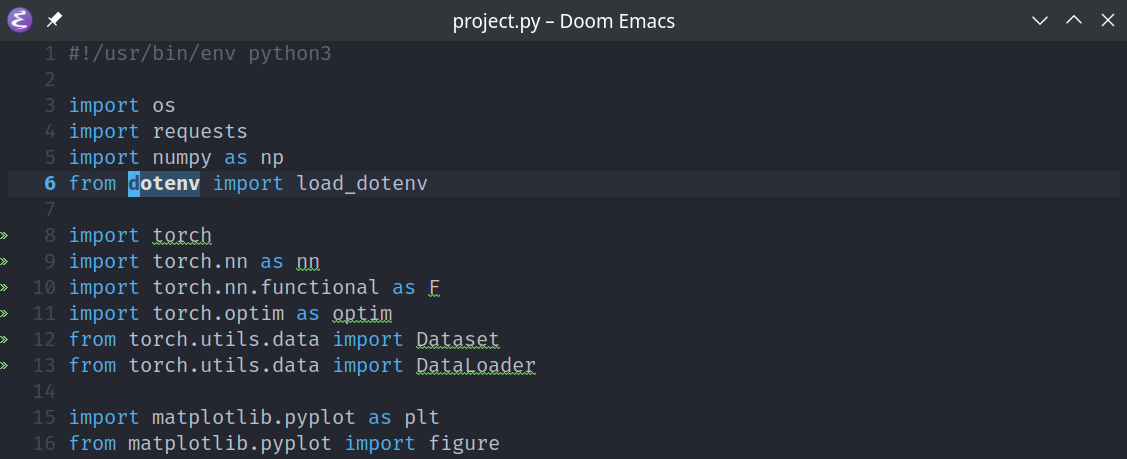 project.py – Doom Emacs
1 #!/usr/bin/env python3
2
3 import os
4 import requests
5 import numpy as np
6 from dotenv import load_dotenv
7
8 import torch
9 import torch.nn as nn
10 import torch.nn.functional as F
11 import torch.optim as optim
12 from torch.utils.data import Dataset
13 from torch.utils.data import DataLoader
14
15 import matplotlib.pyplot as plt
16 from matplotlib.pyplot import figure